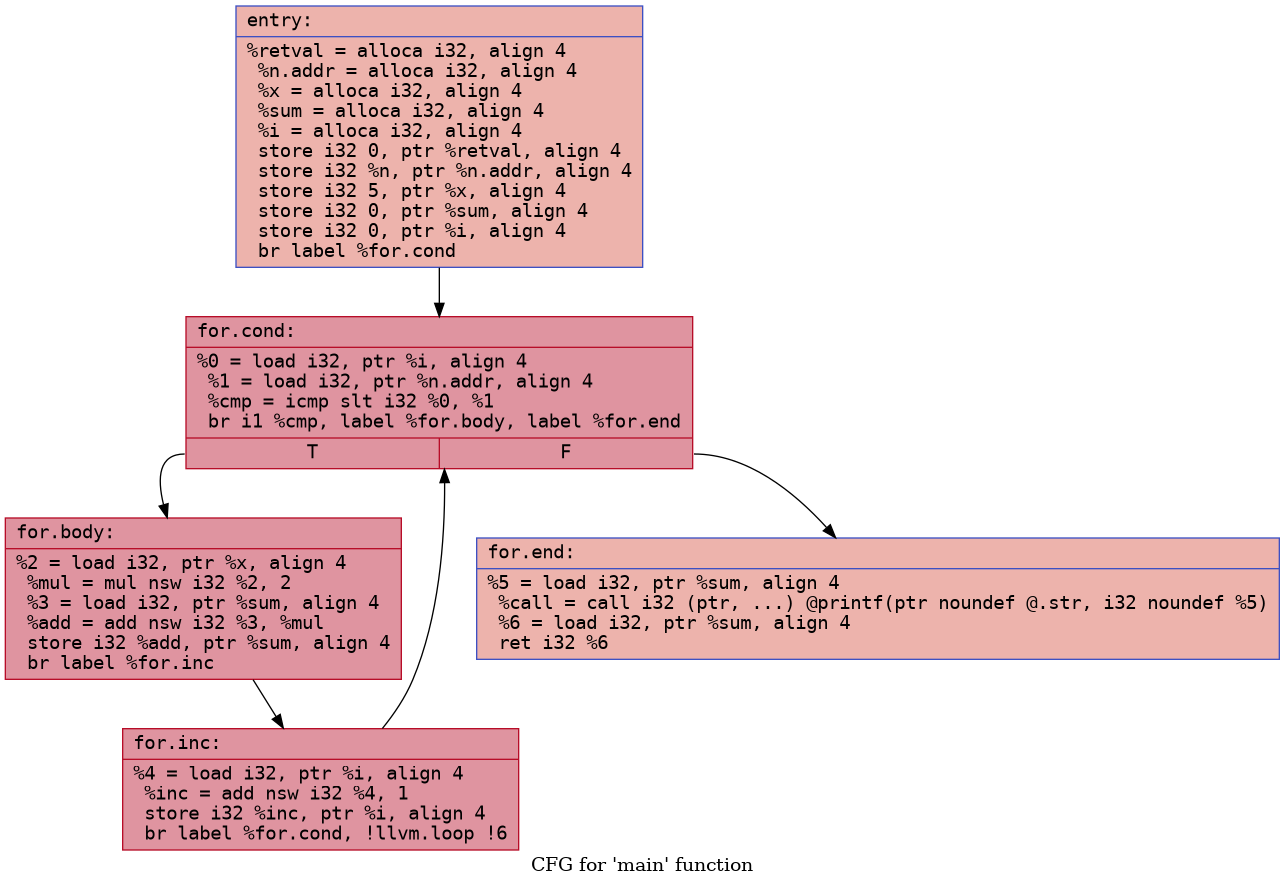 entry:
%retval = alloca i32, align 4
%n.addr = alloca i32, align 4
%x = alloca i32, align 4
%sum = alloca i32, align 4
%i = alloca i32, align 4
store i32 0, ptr %retval, align 4
store i32 %n, ptr %n.addr, align 4
store i32 5, ptr %x, align 4
store i32 0, ptr %sum, align 4
store i32 0, ptr %i, align 4
br label %for.cond
for.cond:
%0 = load i32, ptr %i, align 4
%1 = load i32, ptr %n.addr, align 4
%cmp = icmp slt i32 %0, %1
br i1 %cmp, label %for.body, label %for.end
T
F
for.body:
%2 = load i32, ptr %x, align 4
%mul = mul nsw i32 %2, 2
%3 = load i32, ptr %sum, align 4
%add = add nsw i32 %3, %mul
store i32 %add, ptr %sum, align 4
br label %for.inc
for.end:
%5 = load i32, ptr %sum, align 4
%call = call i32 (ptr, ...) @printf(ptr noundef @.str, i32 noundef %5)
%6 = load i32, ptr %sum, align 4
ret i32 %6
for.inc:
%4 = load i32, ptr %i, align 4
%inc = add nsw i32 %4, 1
store i32 %inc, ptr %i, align 4
br label %for.cond, !llvm.loop !6
CFG for 'main' function